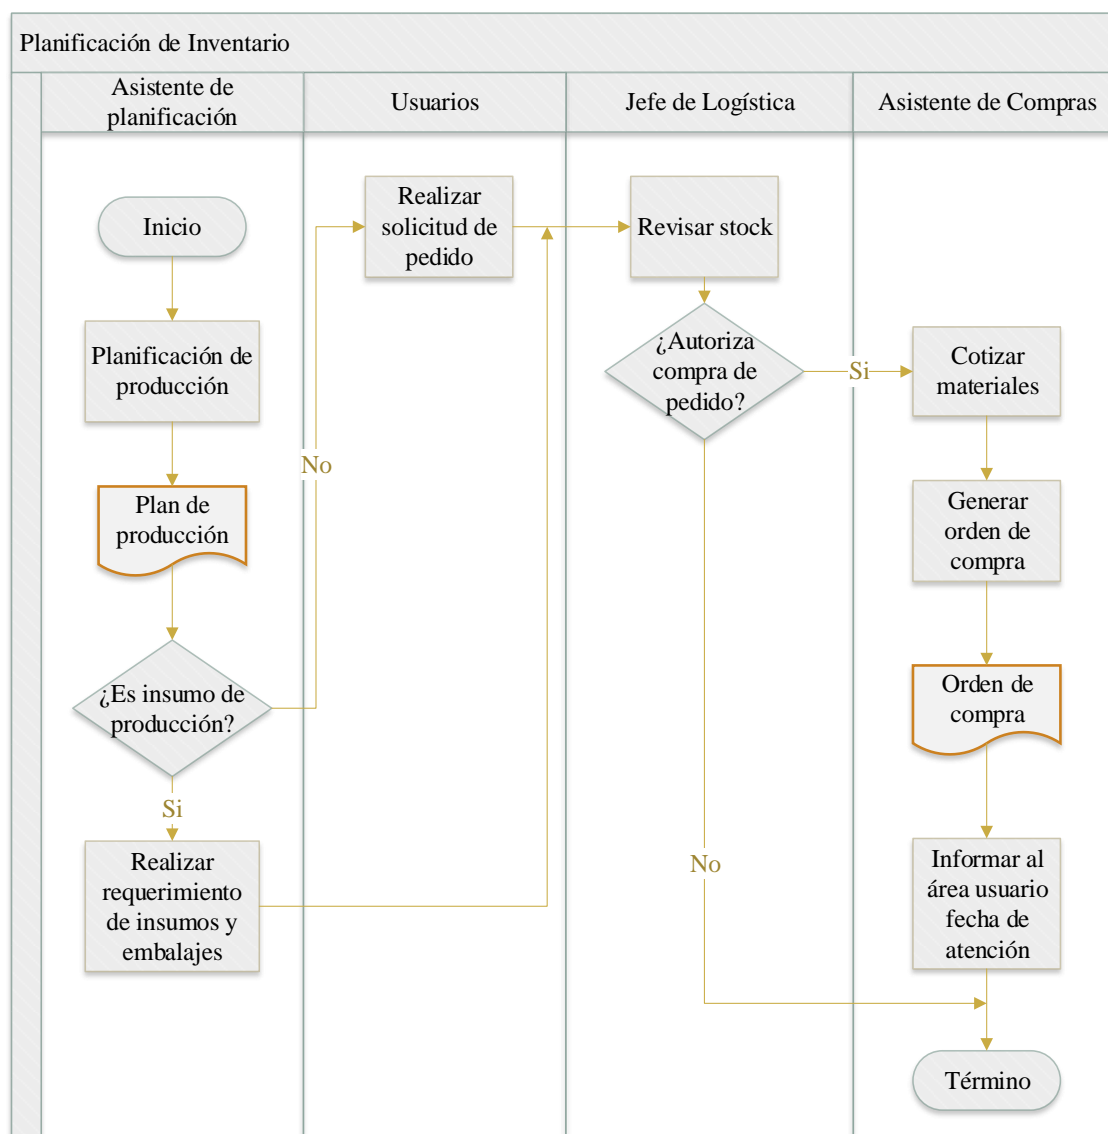 Planificación de Inventario
Asistente de
planificación
Usuarios
Jefe de Logística
Asistente de Compras
Inicio
Planificación de
producción
Plan de
producción
¿Es insumo de
producción?
Si
No
Realizar
requerimiento
de insumos y
embalajes
Realizar
solicitud de
pedido
Revisar stock
¿Autoriza
compra de
pedido?
Si
No
Cotizar
materiales
Generar
orden de
compra
Orden de
compra
Informar al
área usuario
fecha de
atención
Término